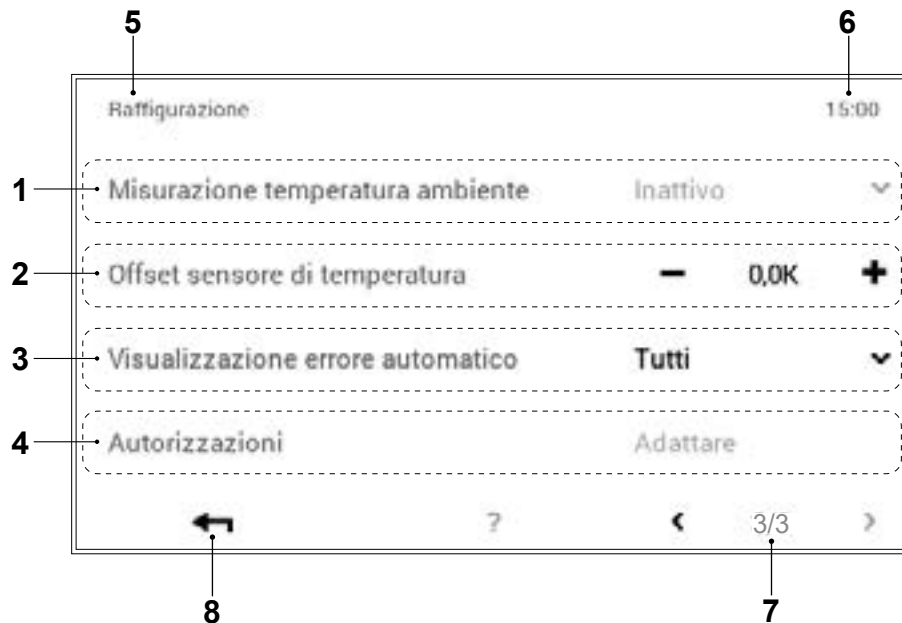 5 6
Raffigurazione 15:00
1 Misurazione temperatura ambiente Inattivo
2 Offset sensore di temperatura − 0,0K +
3 Visualizzazione errore automatico Tutti
4 Autorizzazioni Adattare
? < 3/3 >
8 7